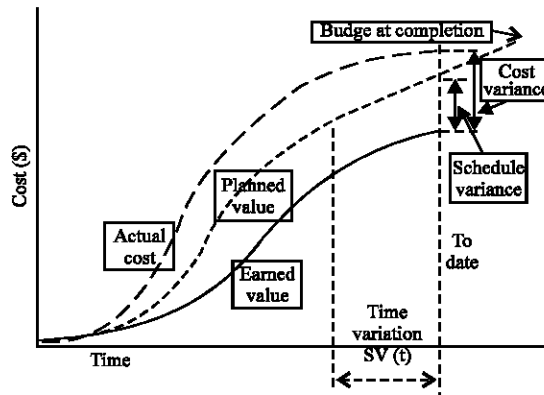 Budge at completion
Cost
variance
Schedule
variance
Planned
value
Actual
cost
Earned
value
To
date
Time
variation
SV (t)
Time
Cost ($)